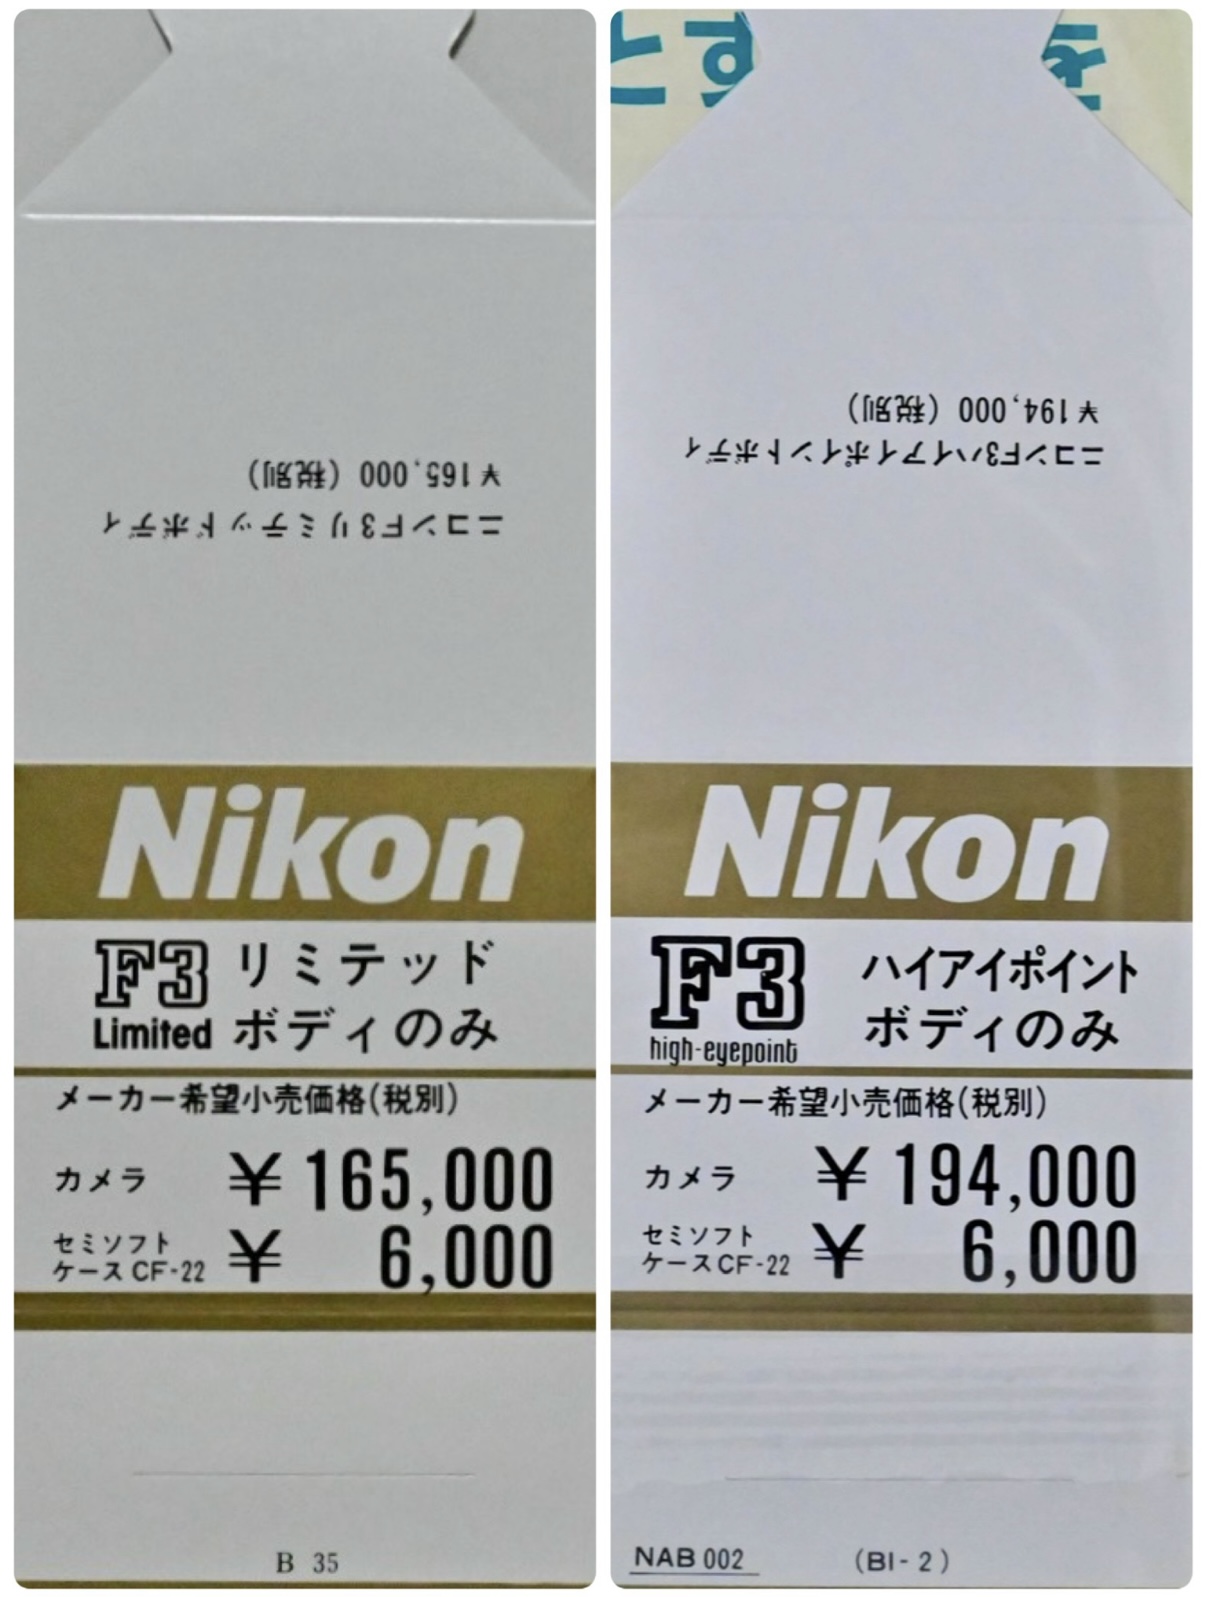 ¥165,000（税別）
ニコンF3リミテッドボディ
Nikon
F3 リミテッド
Limited ボディのみ
メーカー希望小売価格(税別)
カメラ ¥165,000
セミソフト
ケースCF-22 ¥6,000
B 35
とす を
¥194,000（税別）
ニコンF3ハイアイポイントボディ
Nikon
F3 ハイアイポイント
high-eyepoint ボディのみ
メーカー希望小売価格(税別)
カメラ ¥194,000
セミソフト
ケースCF-22 ¥6,000
NAB 002 (BI-2)